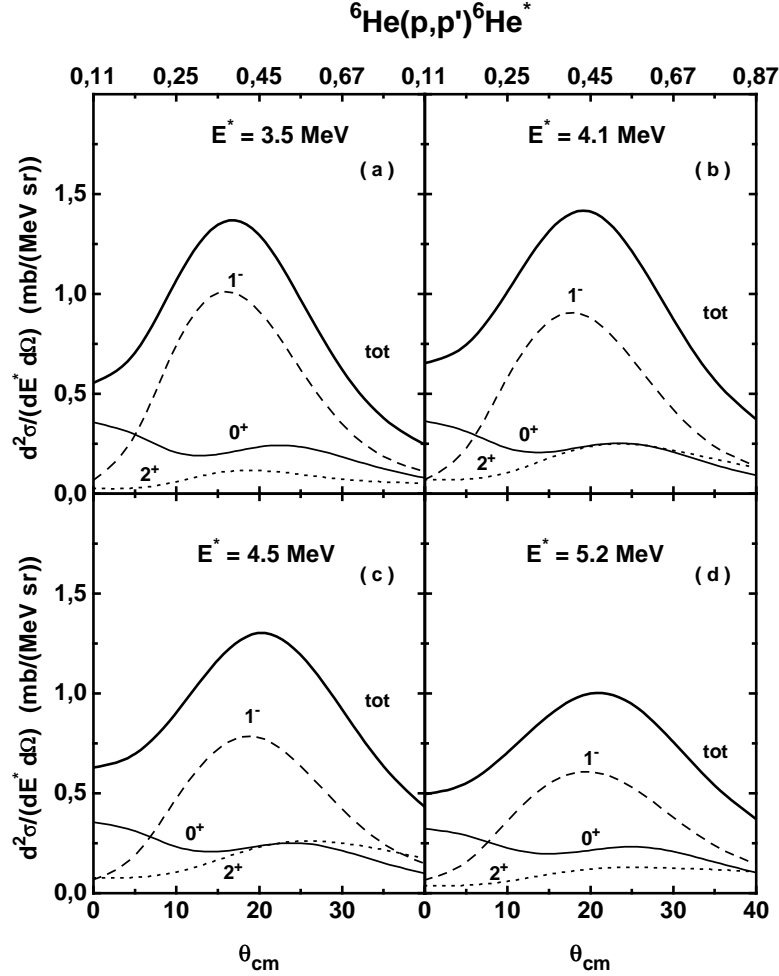 ⁶He(p,p')⁶He*
0,11 0,25 0,45 0,67 0,11 0,25 0,45 0,67 0,87
E* = 3.5 MeV
( a )
E* = 4.1 MeV
( b )
d²σ/(dE* dΩ) (mb/(MeV sr))
1,5
1,0
0,5
0,0
1⁻
tot
0⁺
2⁺
1⁻
tot
0⁺
2⁺
E* = 4.5 MeV
( c )
E* = 5.2 MeV
( d )
d²σ/(dE* dΩ) (mb/(MeV sr))
1,5
1,0
0,5
0,0
1⁻
tot
0⁺
2⁺
1⁻
tot
0⁺
2⁺
0 10 20 30 0 10 20 30 40
θcm θcm